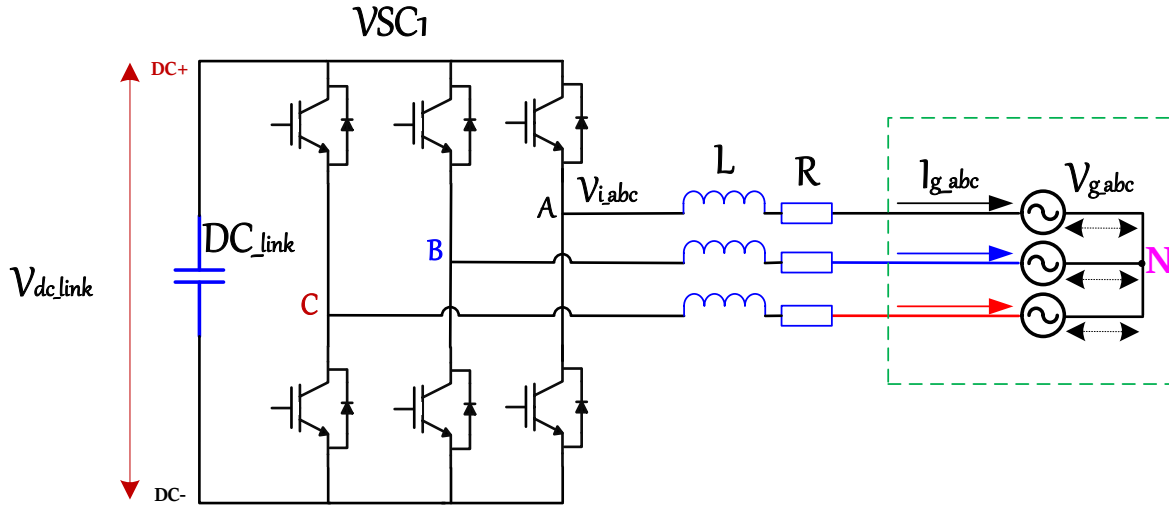 VSC1
DC+
L
R
Ig_abc
Vg_abc
Vi_abc
A
DC_link
B
N
Vdc_link
C
DC-